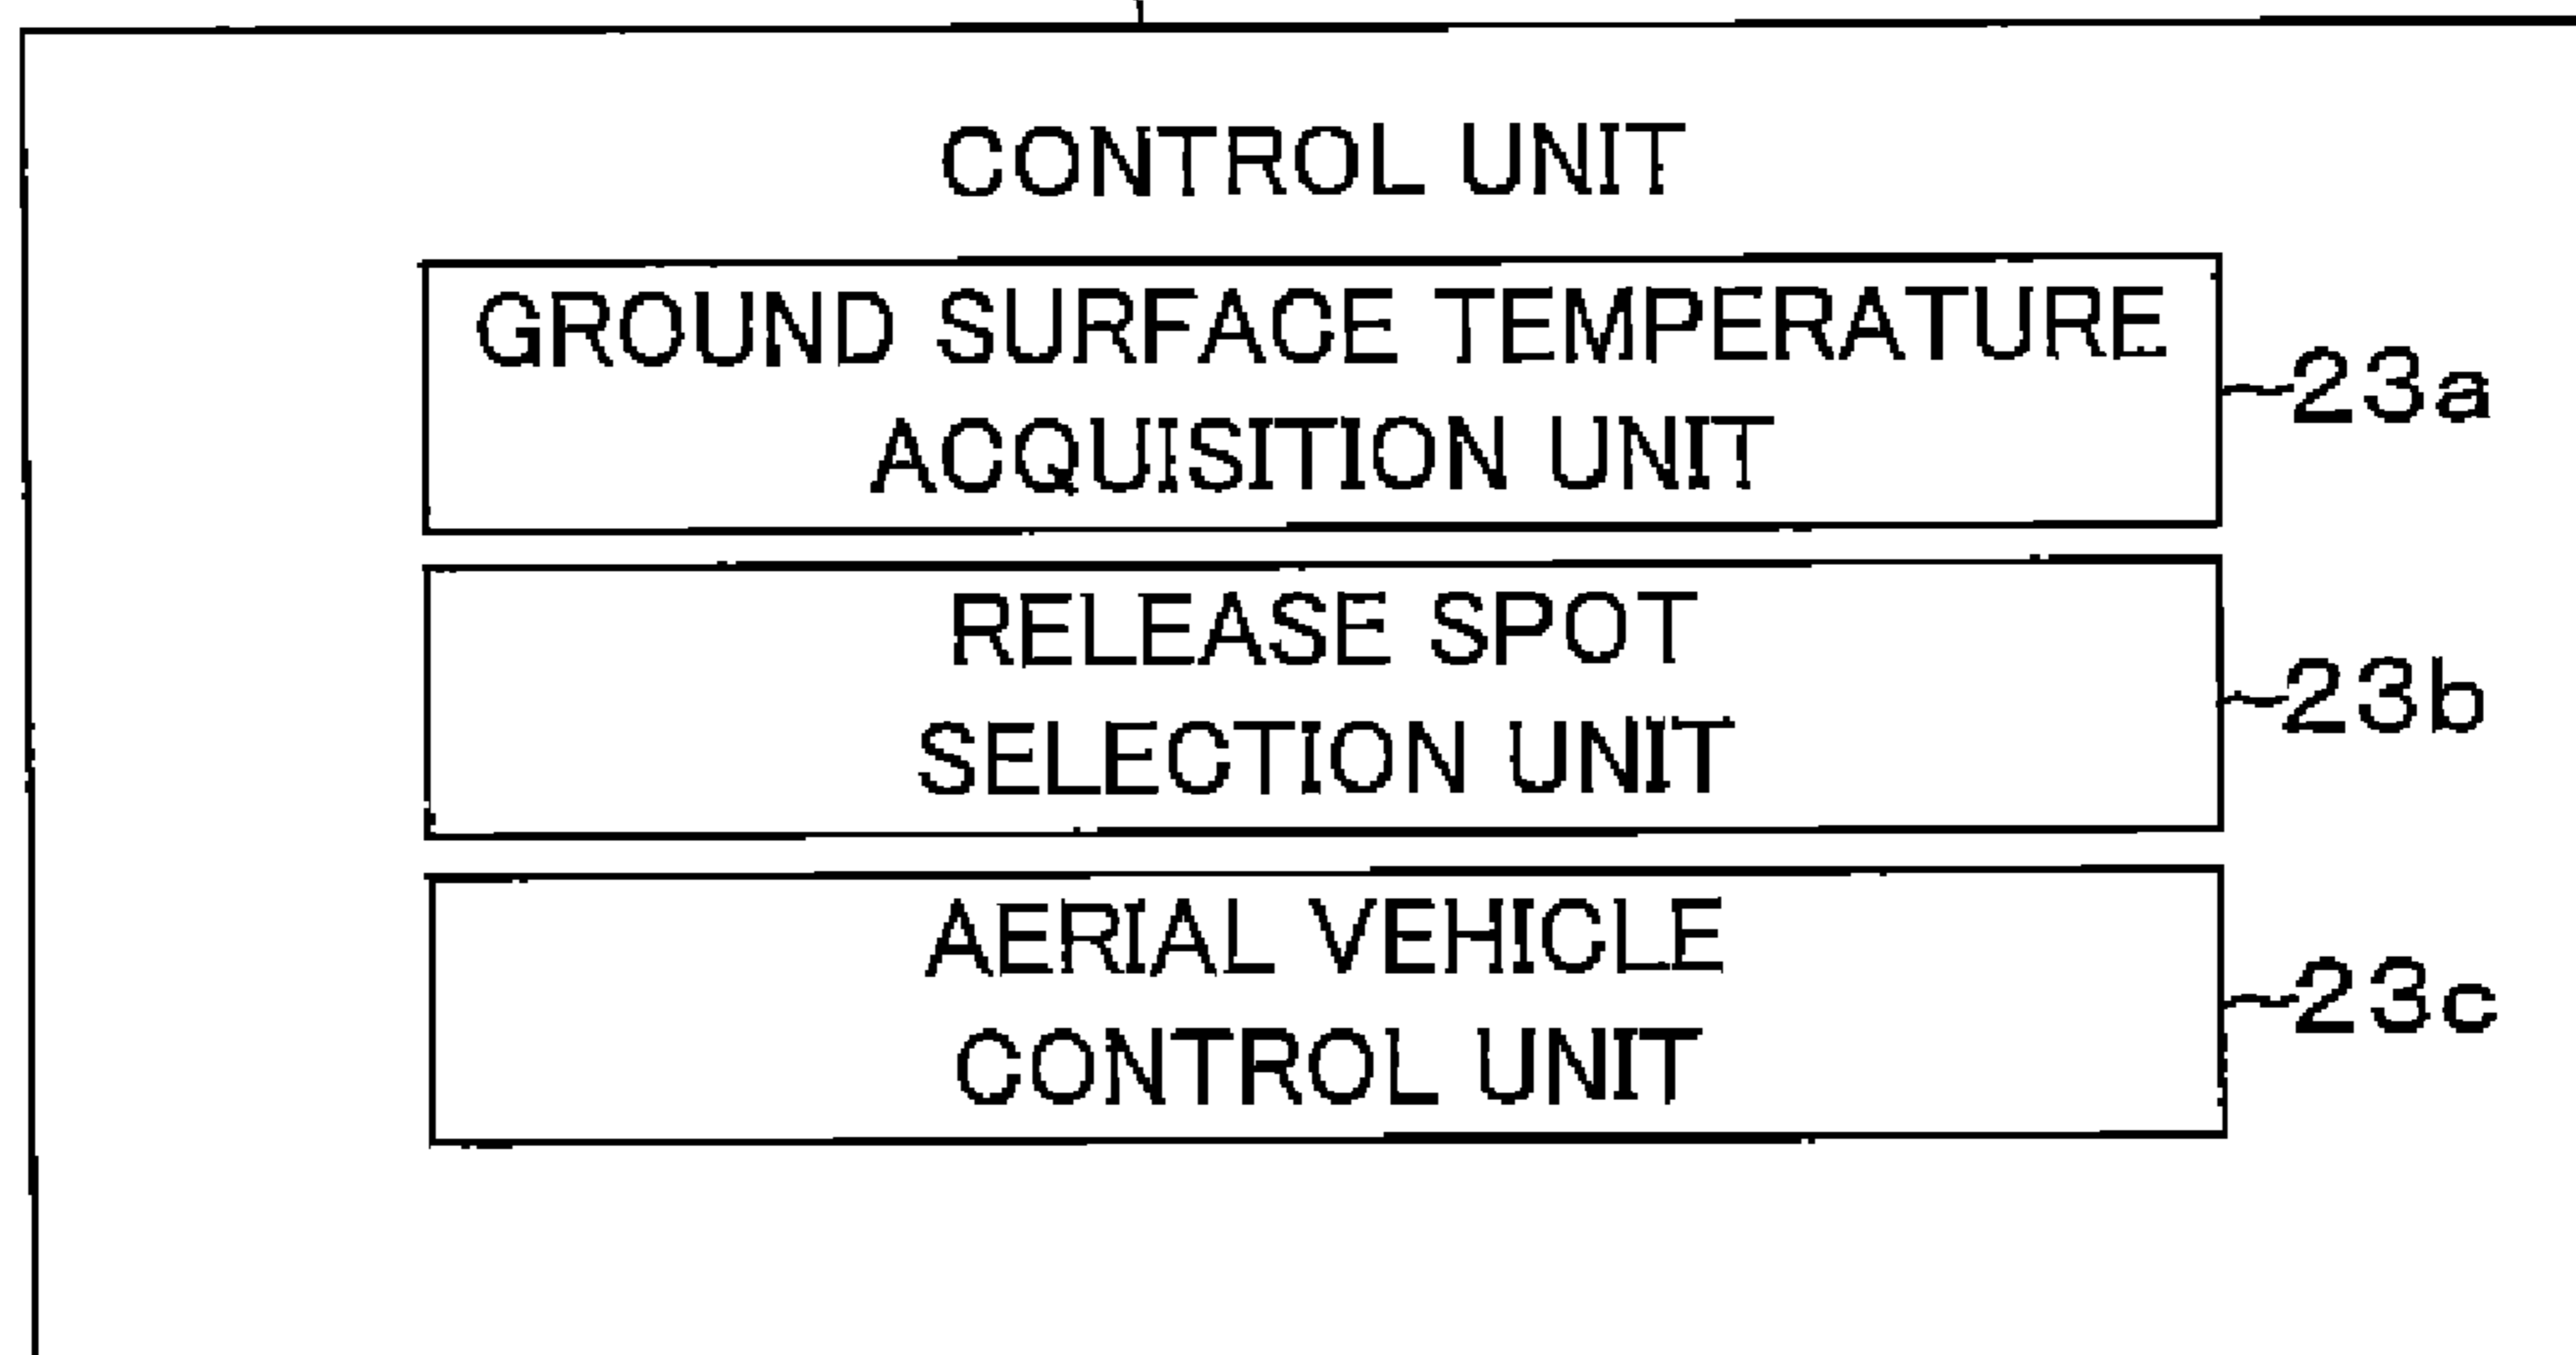 CONTROL UNIT
GROUND SURFACE TEMPERATURE
ACQUISITION UNIT
23a
RELEASE SPOT
SELECTION UNIT
23b
AERIAL VEHICLE
CONTROL UNIT
23c